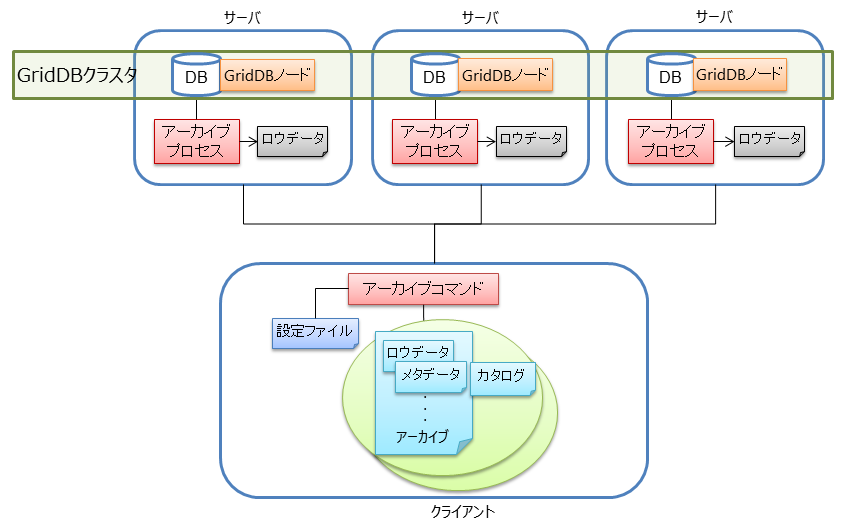 サーバ
サーバ
サーバ
GridDBクラスタ
DB
GridDBノード
DB
GridDBノード
DB
GridDBノード
アーカイブ
プロセス
ロウデータ
アーカイブ
プロセス
ロウデータ
アーカイブ
プロセス
ロウデータ
アーカイブコマンド
設定ファイル
ロウデータ
メタデータ
カタログ
・
・
・
アーカイブ
クライアント